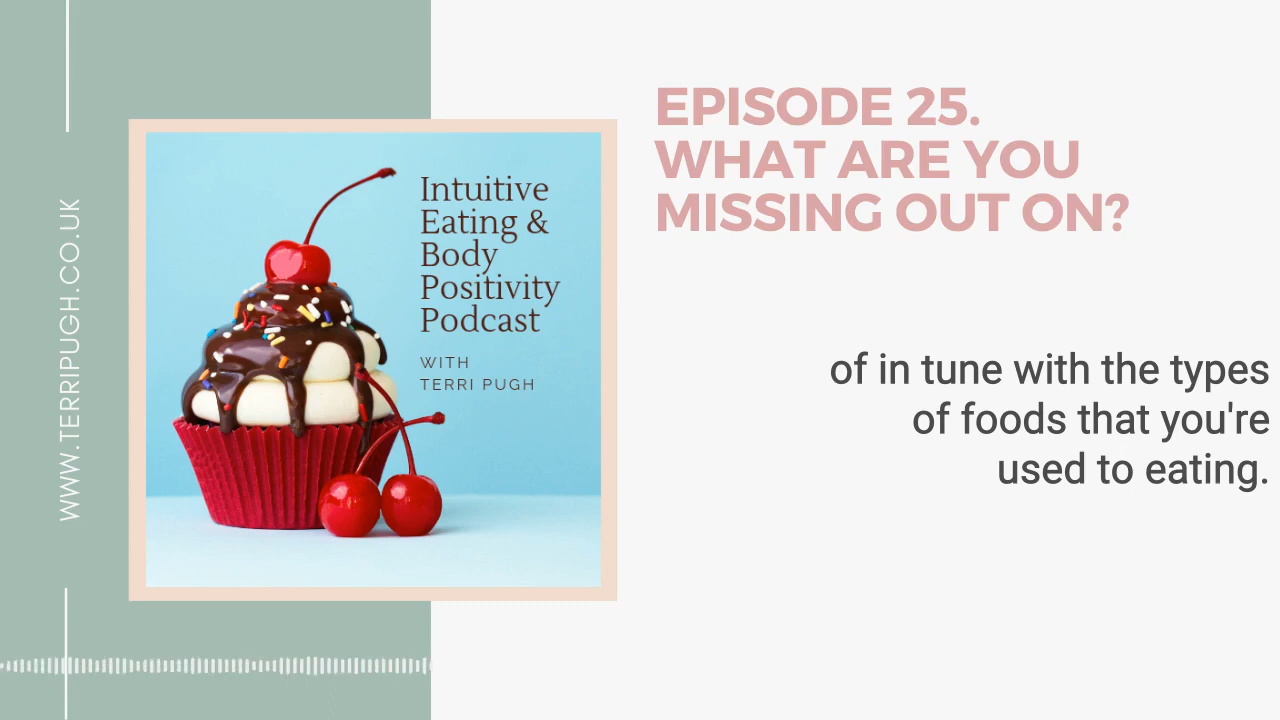 WWW.TERRIPUGH.CO.UK
Intuitive
Eating &
Body
Positivity
Podcast
WITH
TERRI PUGH
EPISODE 25.
WHAT ARE YOU
MISSING OUT ON?
of in tune with the types
of foods that you're
used to eating.